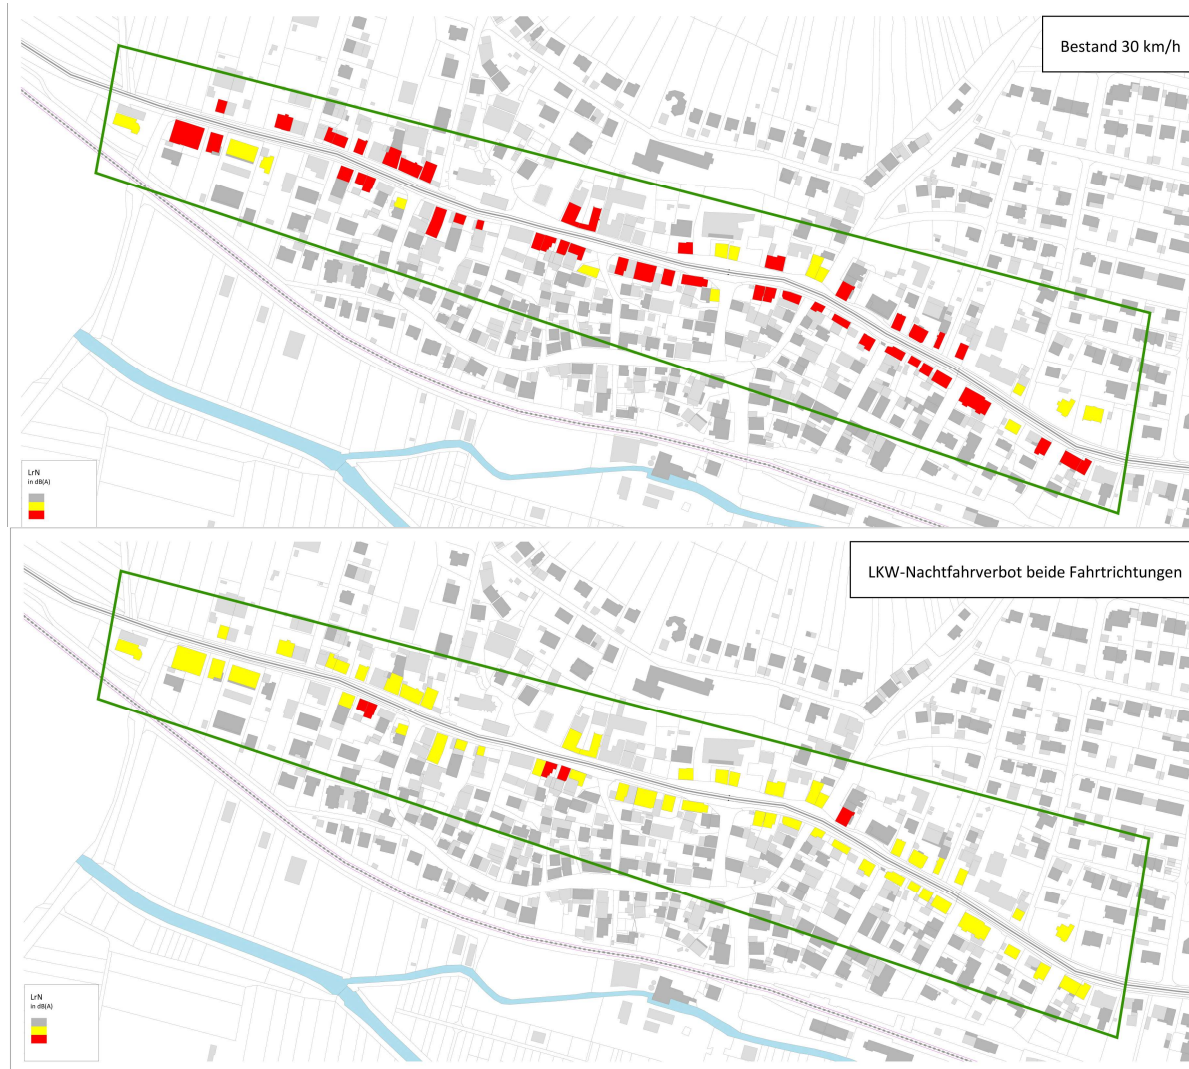 Bestand 30 km/h
LrN
in dB(A)
LKW-Nachtfahrverbot beide Fahrtrichtungen
LrN
in dB(A)